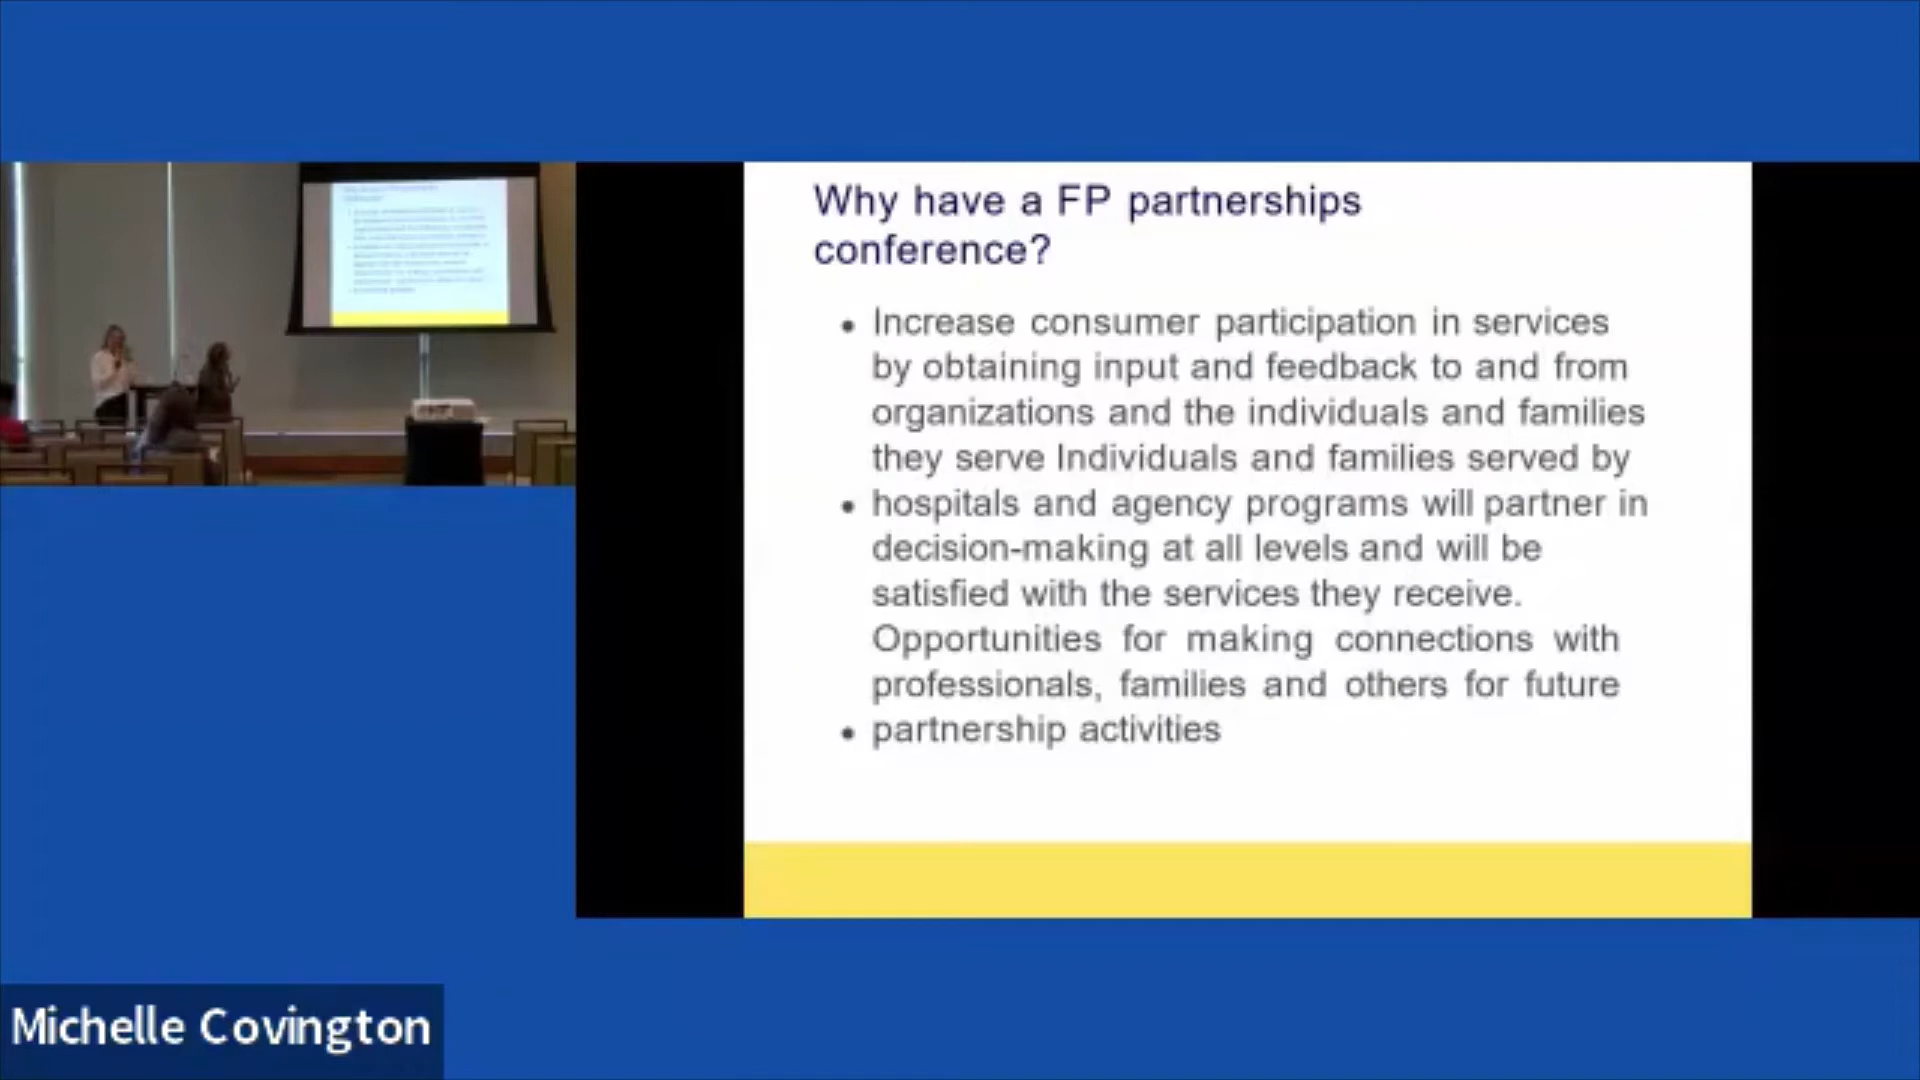 Why have a FP partnerships
conference?
• Increase consumer participation in services
by obtaining input and feedback to and from
organizations and the individuals and families
they serve Individuals and families served by
• hospitals and agency programs will partner in
decision-making at all levels and will be
satisfied with the services they receive.
Opportunities for making connections with
professionals, families and others for future
• partnership activities
Michelle Covington